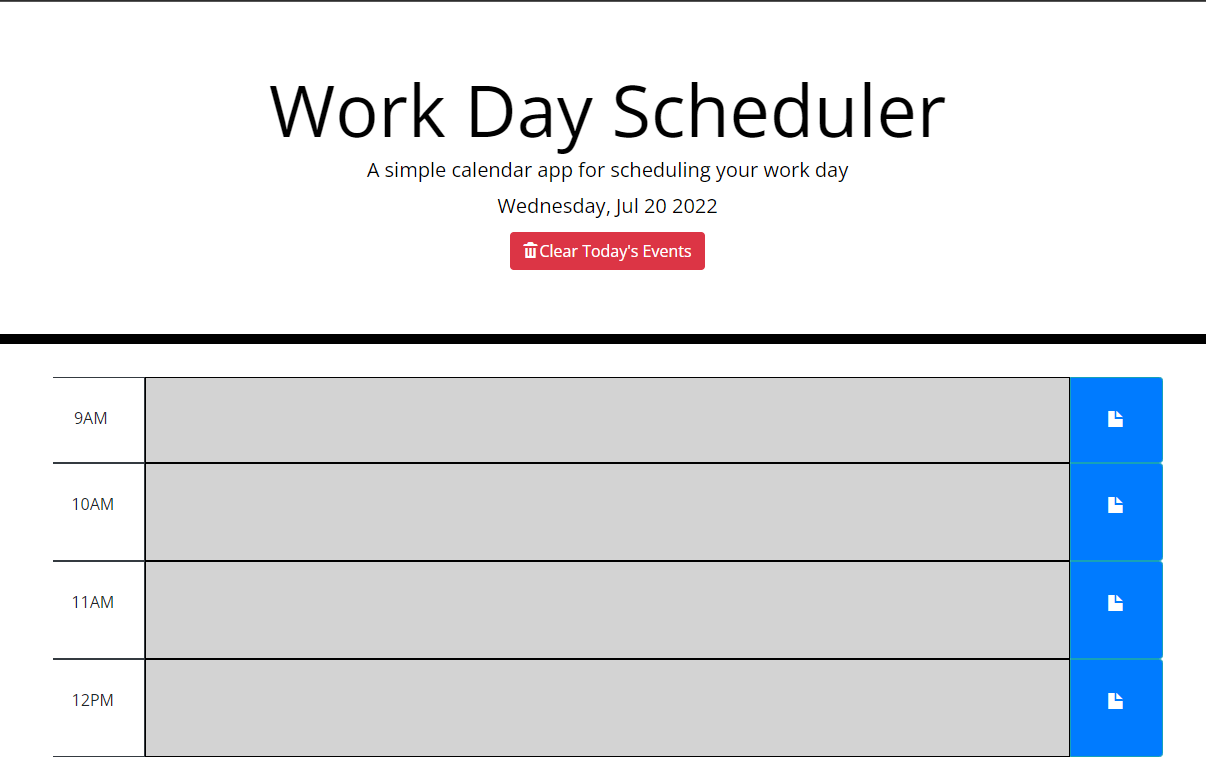 Work Day Scheduler
A simple calendar app for scheduling your work day
Wednesday, Jul 20 2022
Clear Today's Events
9AM
10AM
11AM
12PM